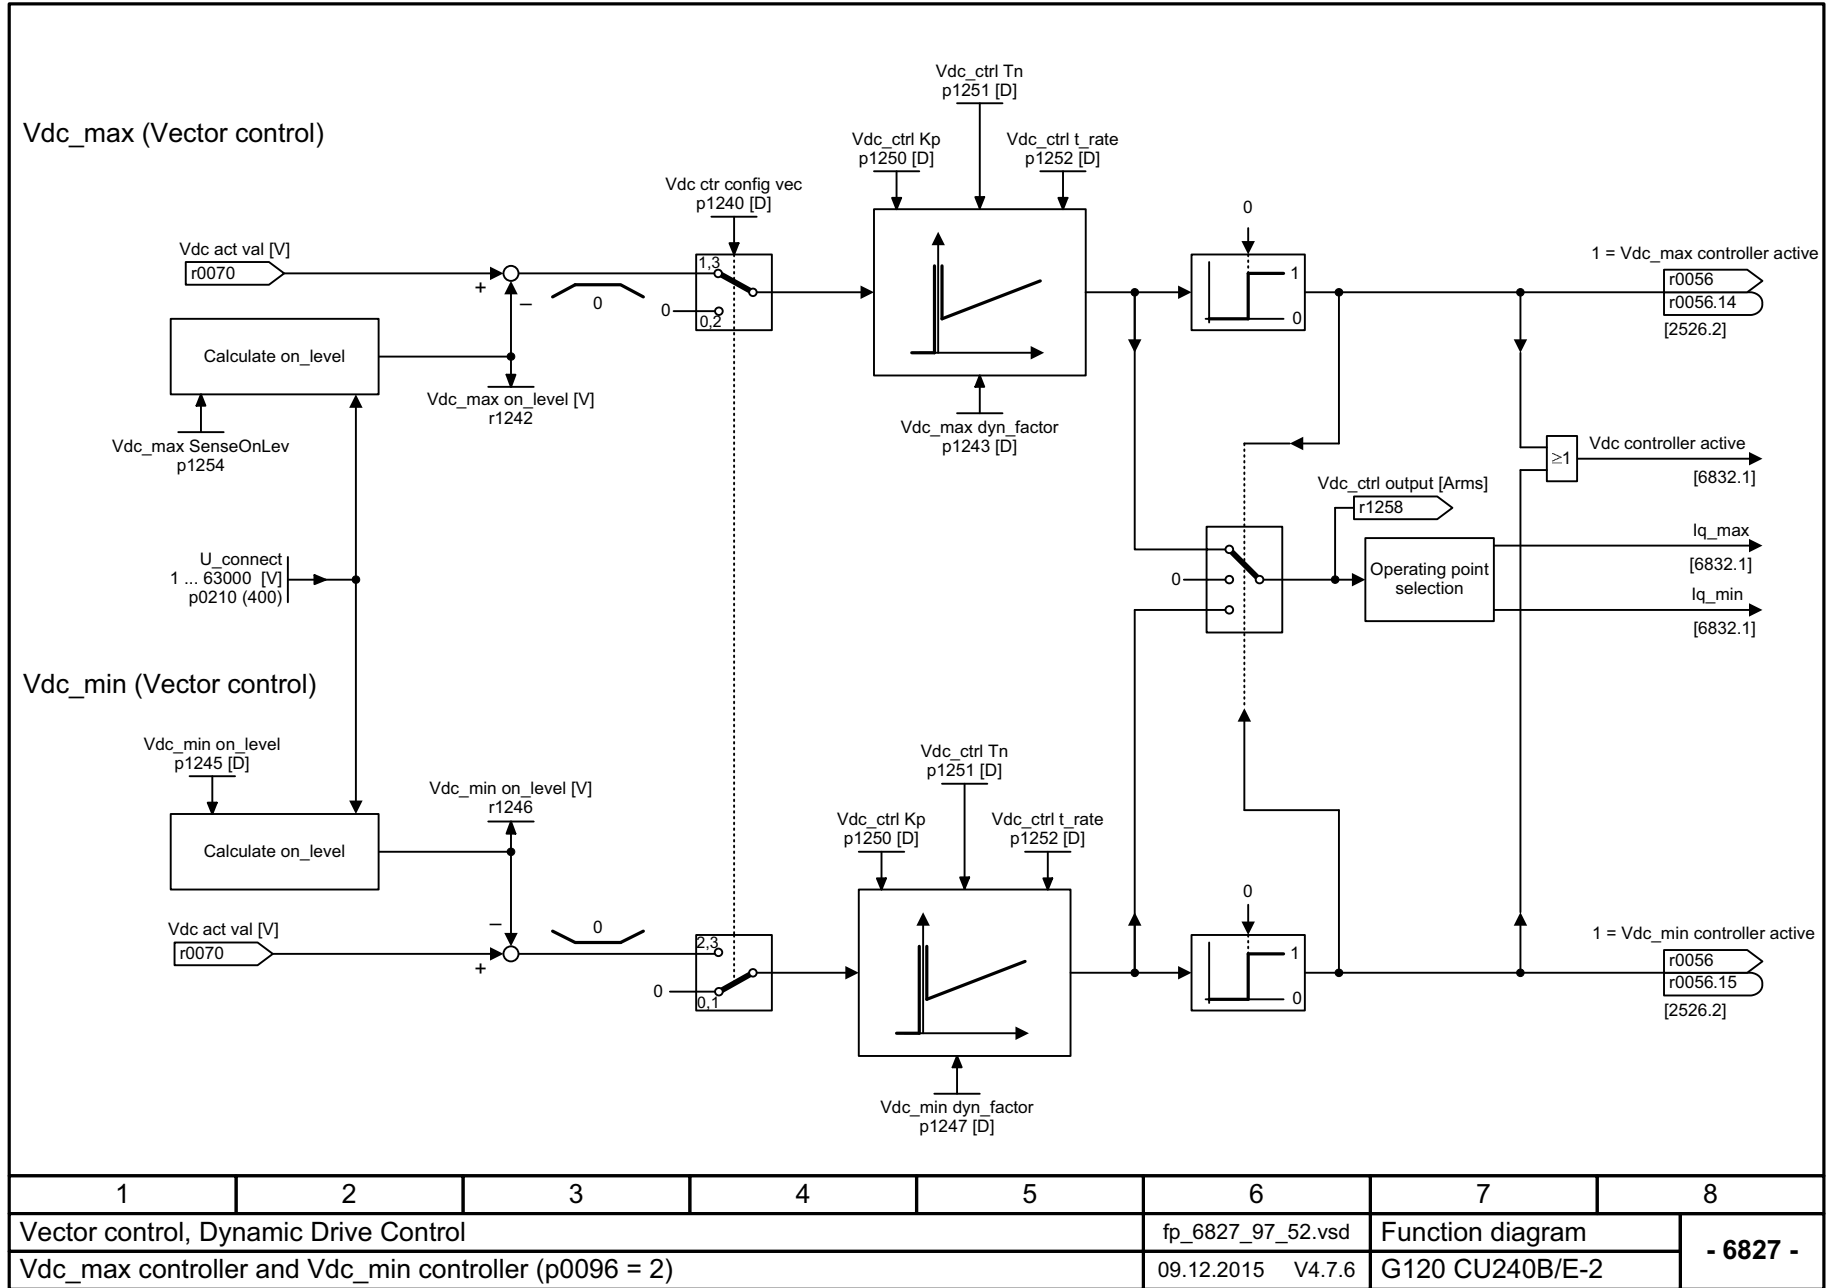 Vdc_max (Vector control)
Vdc_ctrl Tn
p1251 [D]
Vdc_ctrl Kp
p1250 [D]
Vdc_ctrl t_rate
p1252 [D]
Vdc ctr config vec
p1240 [D]
Vdc act val [V]
r0070
+
–
0
1,3
0
0,2
0
1
0
1 = Vdc_max controller active
r0056
r0056.14
[2526.2]
Calculate on_level
Vdc_max on_level [V]
r1242
Vdc_max SenseOnLev
p1254
Vdc_max dyn_factor
p1243 [D]
≥1
Vdc controller active
[6832.1]
Vdc_ctrl output [Arms]
r1258
U_connect
1 ... 63000 [V]
p0210 (400)
0
Operating point
selection
Iq_max
[6832.1]
Iq_min
[6832.1]
Vdc_min (Vector control)
Vdc_min on_level
p1245 [D]
Vdc_min on_level [V]
r1246
Vdc_ctrl Tn
p1251 [D]
Vdc_ctrl Kp
p1250 [D]
Vdc_ctrl t_rate
p1252 [D]
Calculate on_level
Vdc act val [V]
r0070
+
–
0
2,3
0
0,1
0
1
0
1 = Vdc_min controller active
r0056
r0056.15
[2526.2]
Vdc_min dyn_factor
p1247 [D]
1 2 3 4 5 6 7 8
Vector control, Dynamic Drive Control
fp_6827_97_52.vsd
Function diagram
- 6827 -
Vdc_max controller and Vdc_min controller (p0096 = 2)
09.12.2015 V4.7.6
G120 CU240B/E-2